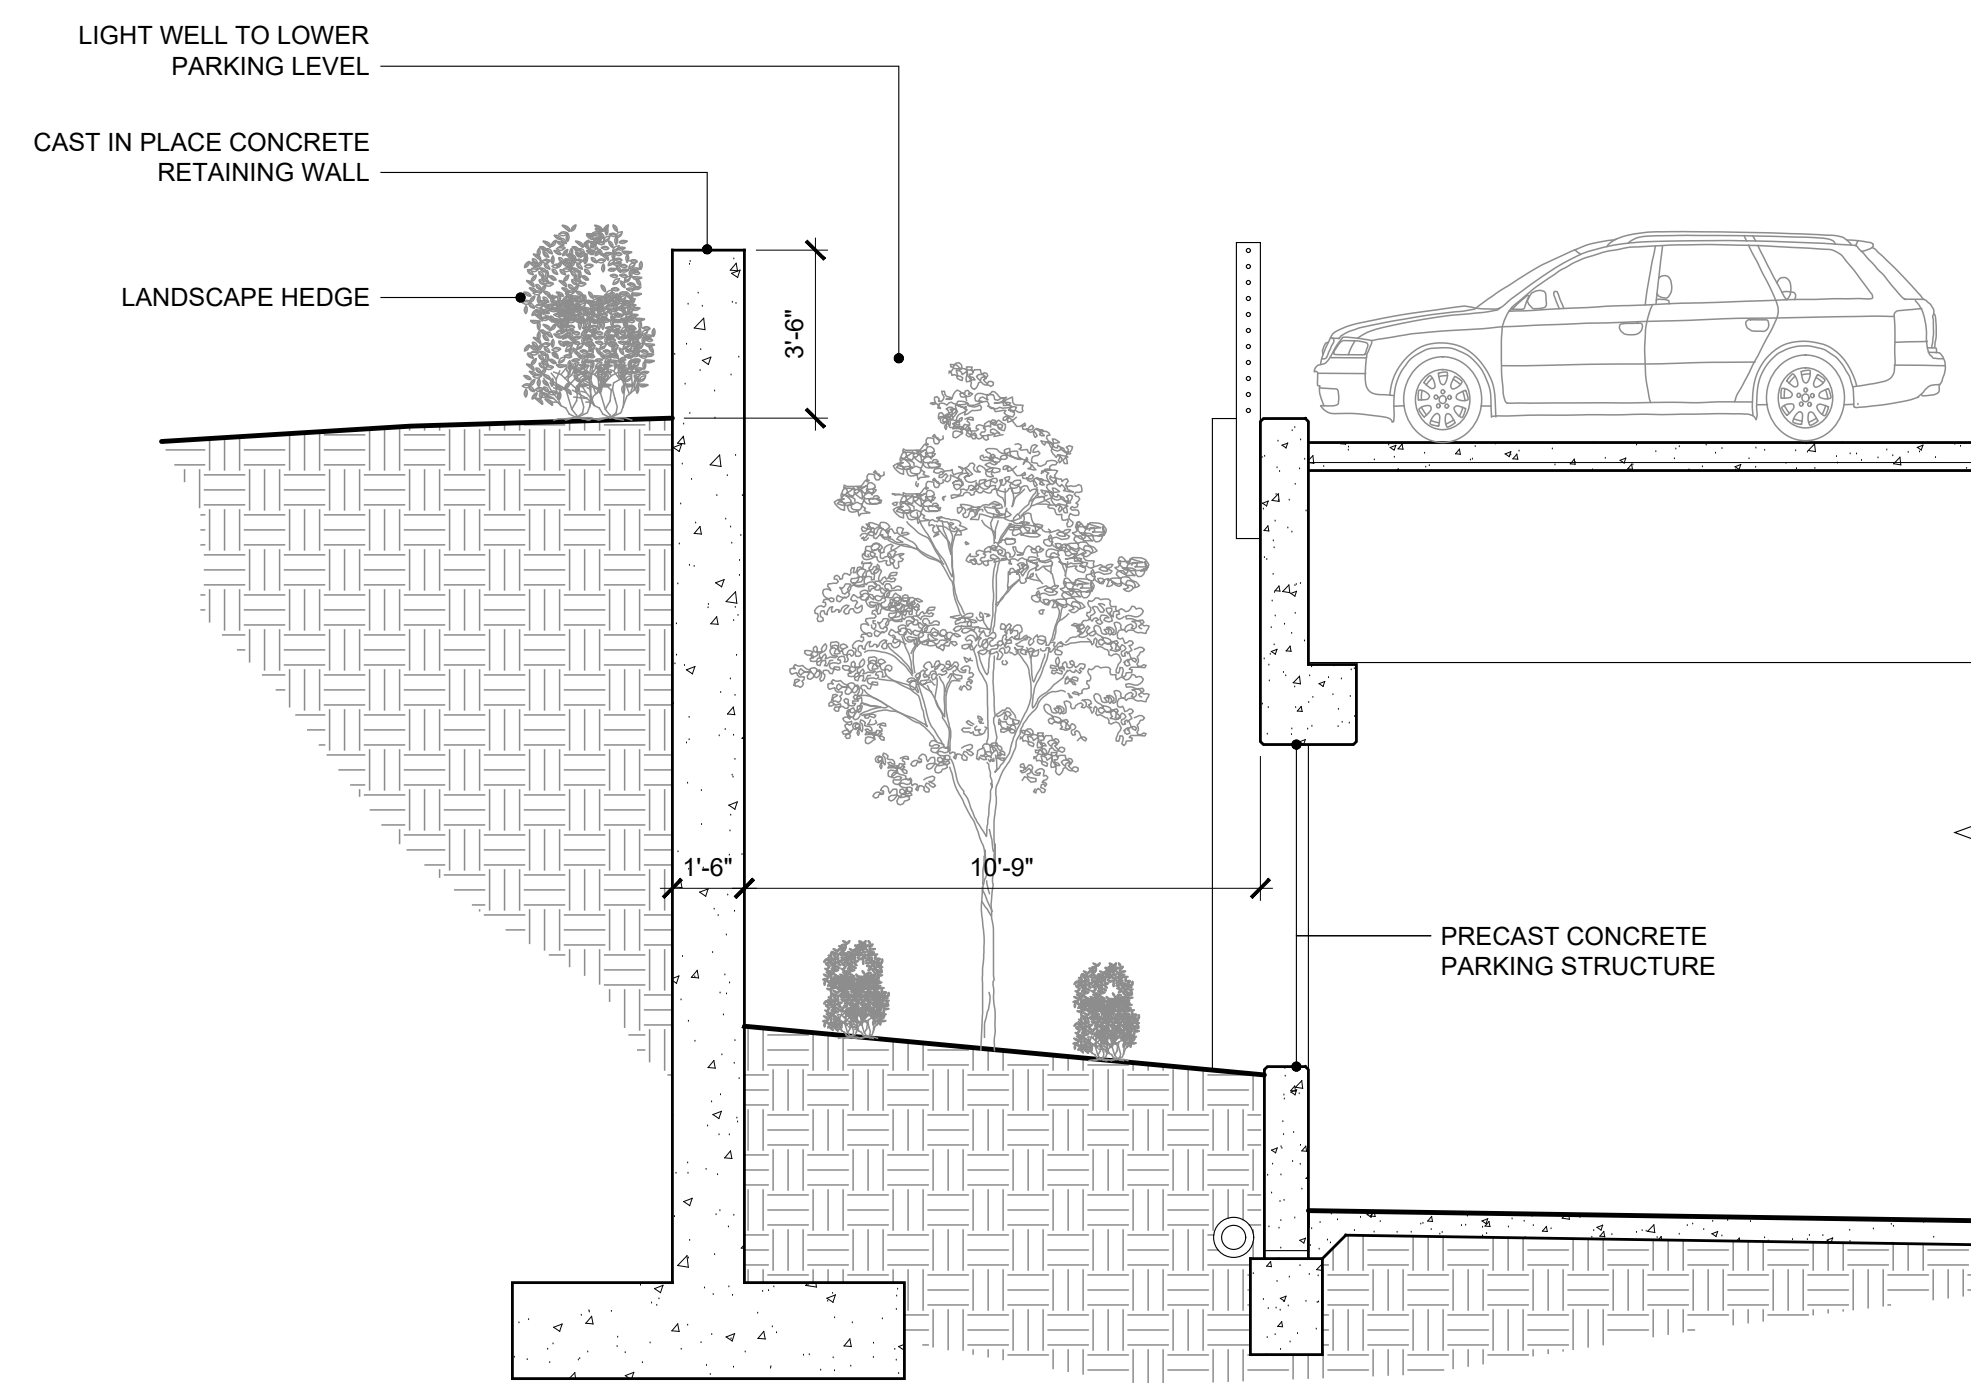 LIGHT WELL TO LOWER
PARKING LEVEL
CAST IN PLACE CONCRETE
RETAINING WALL
LANDSCAPE HEDGE
3'-6"
1'-6"
10'-9"
PRECAST CONCRETE
PARKING STRUCTURE